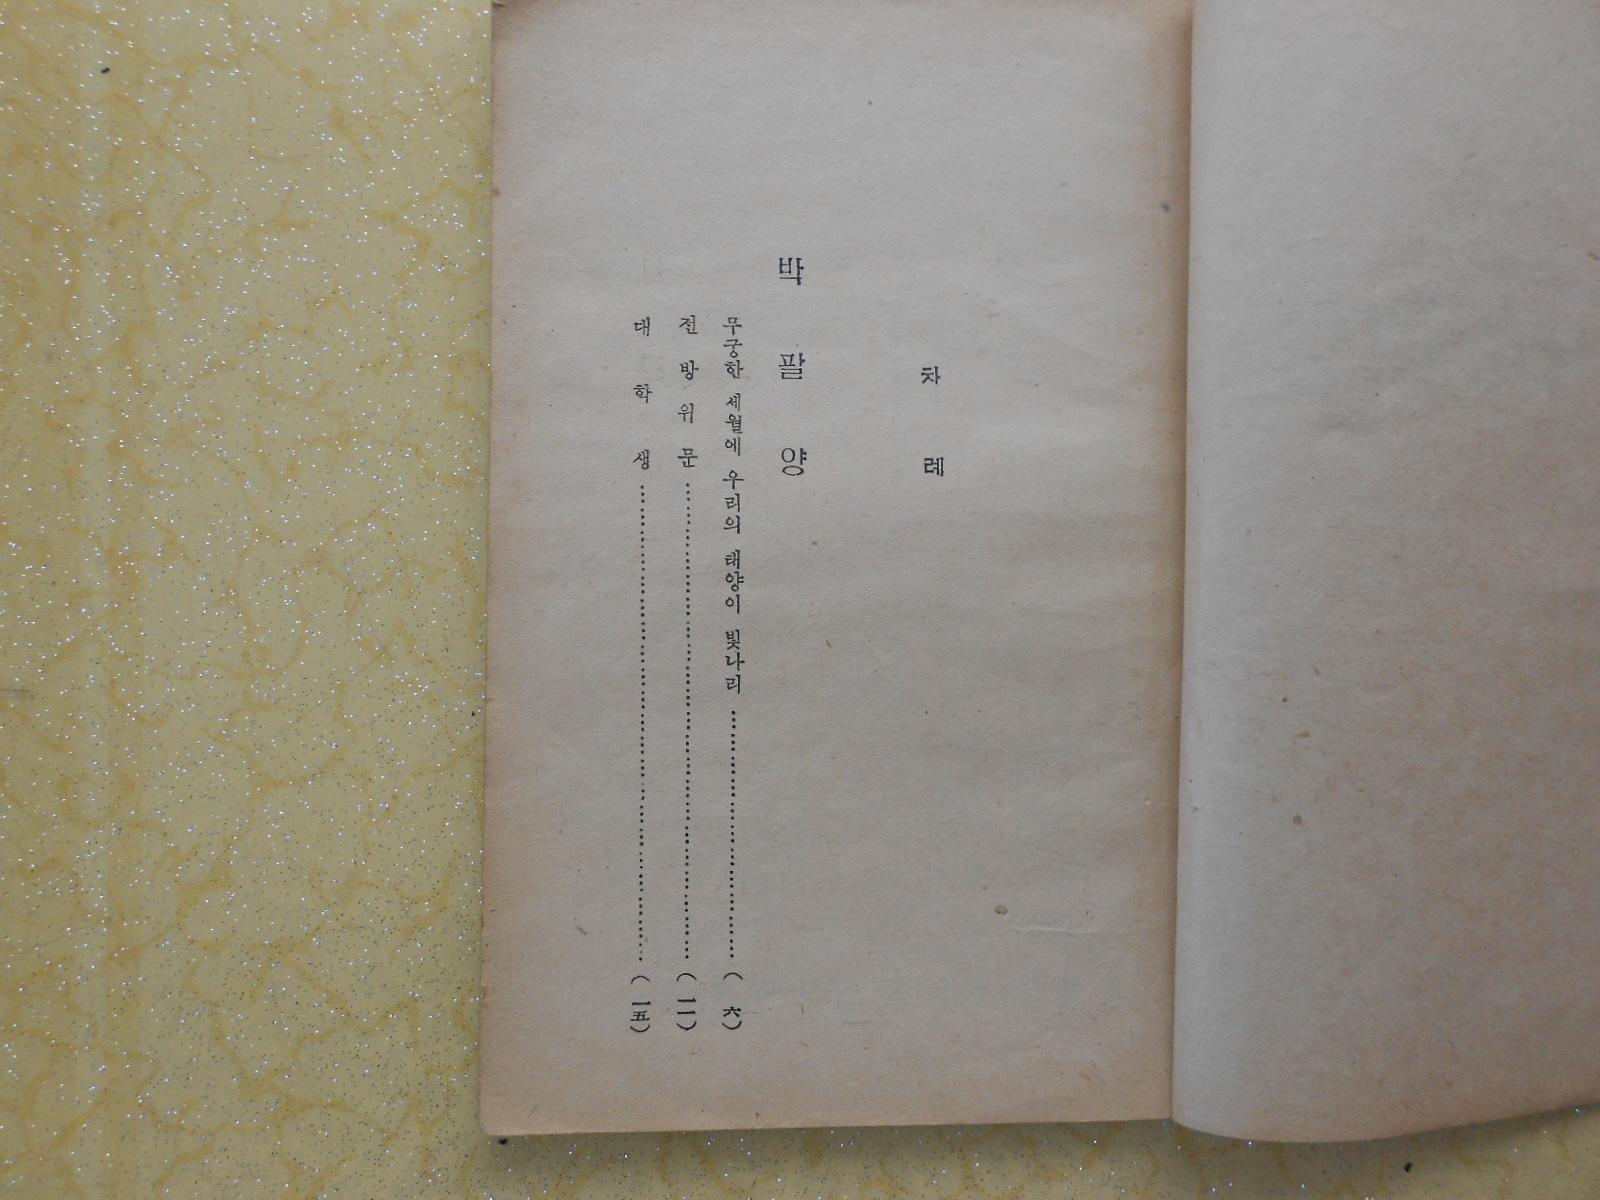 차 례
박 팔 양
무궁한 세월에 우리의 태양이 빛나리……(六)
전 방 위 문……(一一)
대 학 생……(一五)